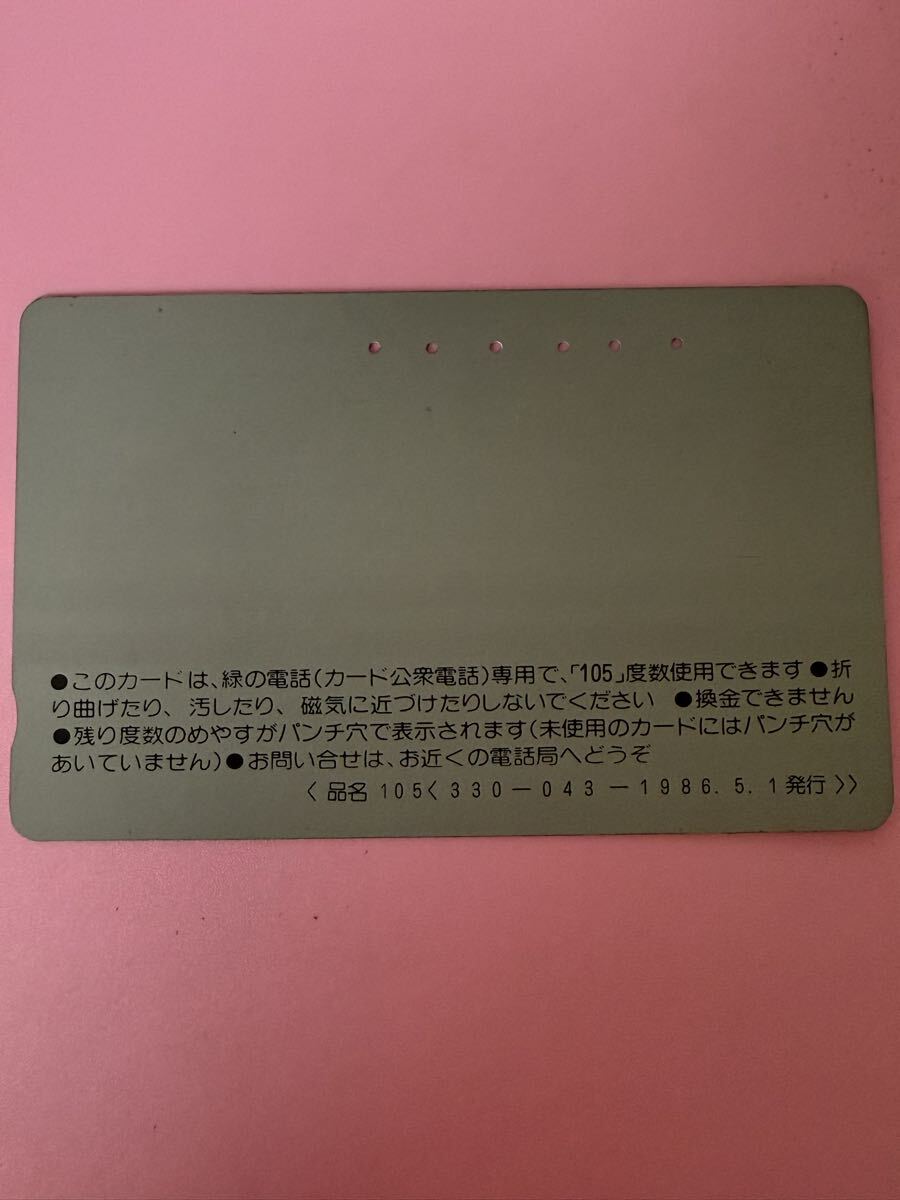 ●このカードは、緑の電話(カード公衆電話)専用で、｢105｣度数使用できます ●折
り曲げたり、汚したり、磁気に近づけたりしないでください ●換金できません
●残り度数のめやすがパンチ穴で表示されます(未使用のカードにはパンチ穴が
あいていません)●お問い合せは、お近くの電話局へどうぞ
〈 品名 105〈 330－043－1986. 5. 1発行 〉〉